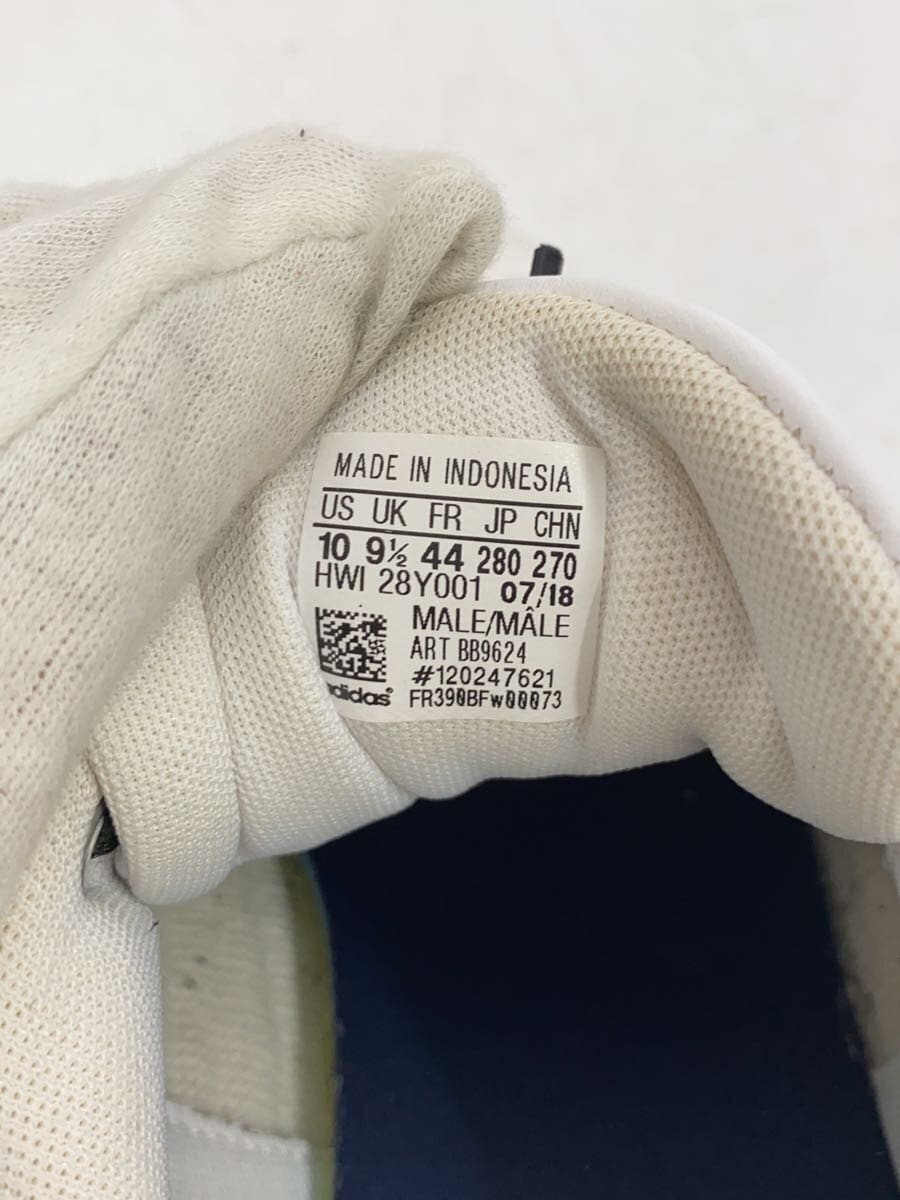 MADE IN INDONESIA
US UK FR JP CHN
10 9½ 44 280 270
HWI 28Y001 07/18
MALE/MÂLE
ART BB9624
#120247621
adidas® FR390BFw00073